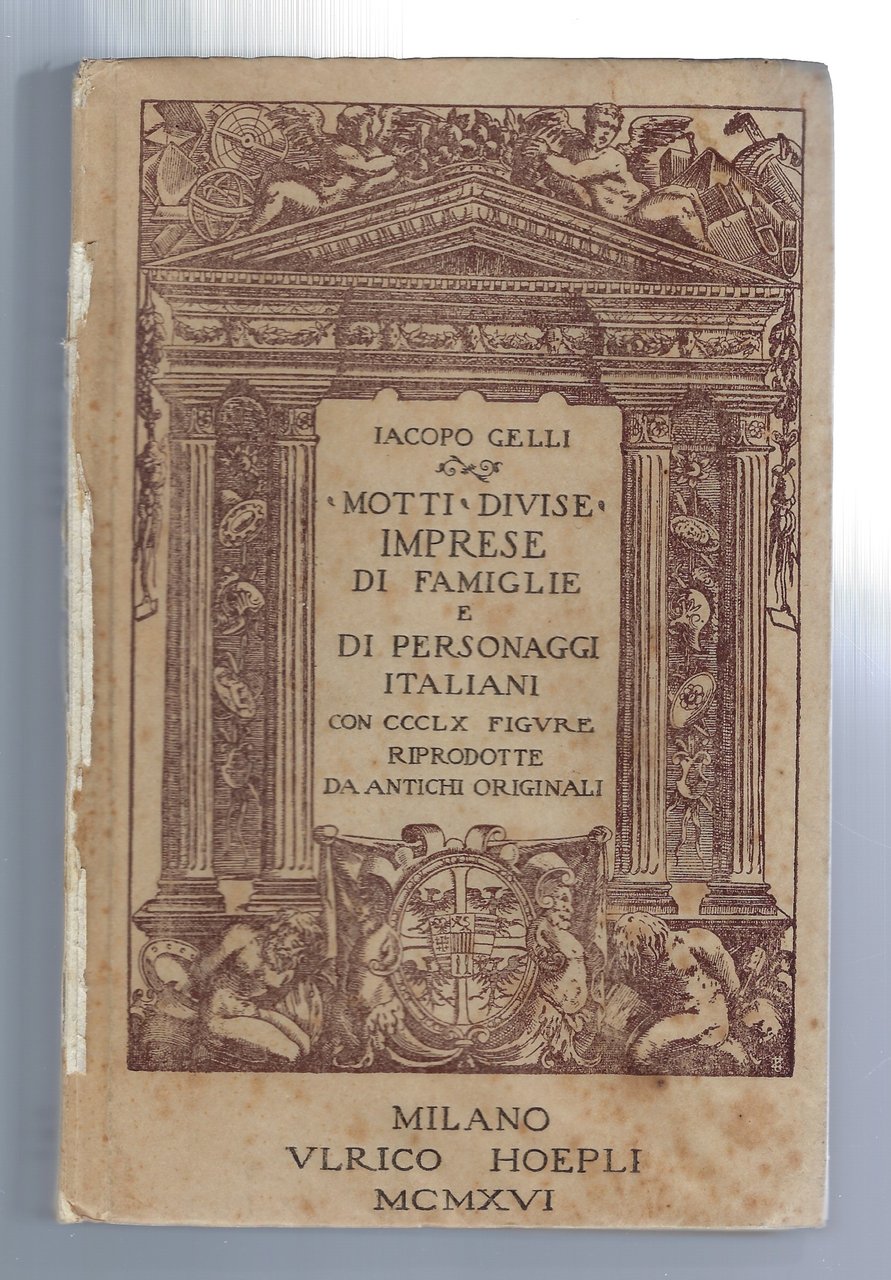 IACOPO GELLI
MOTTI · DIVISE ·
IMPRESE
DI FAMIGLIE
E
DI PERSONAGGI
ITALIANI
CON CCCLX FIGVRE
RIPRODOTTE
DA ANTICHI ORIGINALI
MILANO
VLRICO HOEPLI
MCMXVI